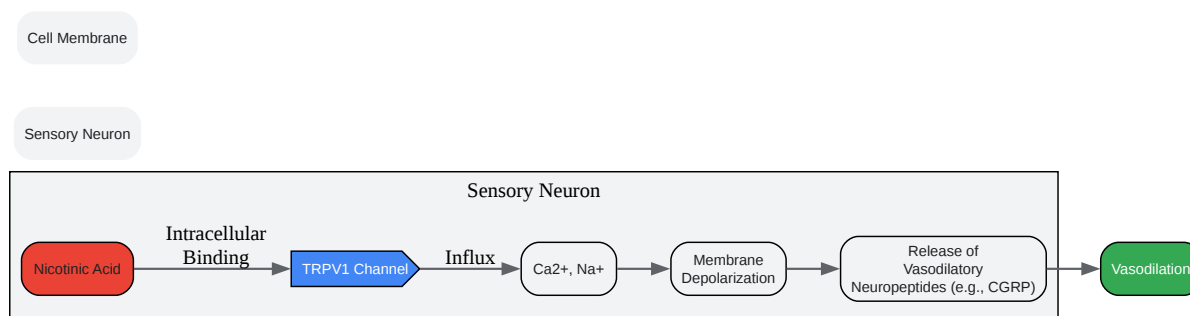 Cell Membrane
Sensory Neuron
Sensory Neuron
Nicotinic Acid
Intracellular
Binding
TRPV1 Channel
Influx
Ca2+, Na+
Membrane
Depolarization
Release of
Vasodilatory
Neuropeptides (e.g., CGRP)
Vasodilation